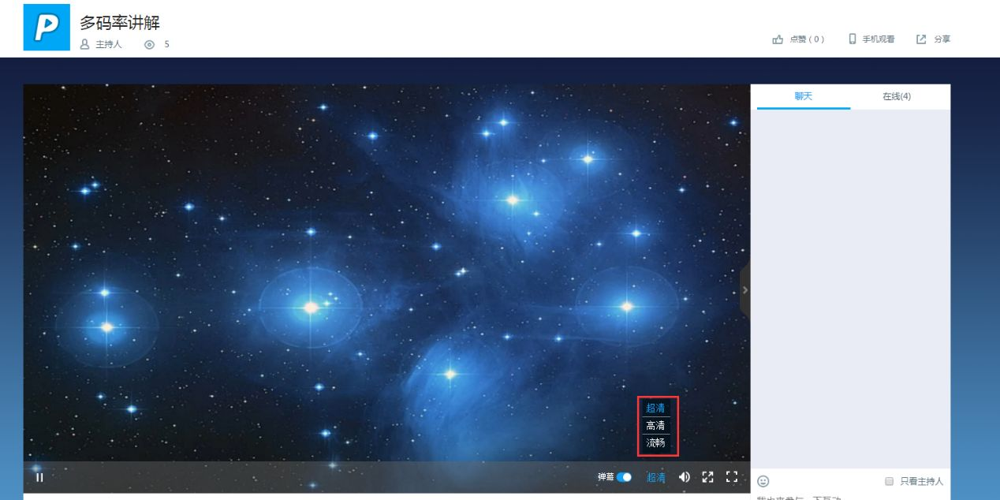 多码率讲解
主持人 5
点赞 ( 0 ) 手机观看 分享
聊天 在线(4)
超清
高清
流畅
弹幕 超清
只看主持人